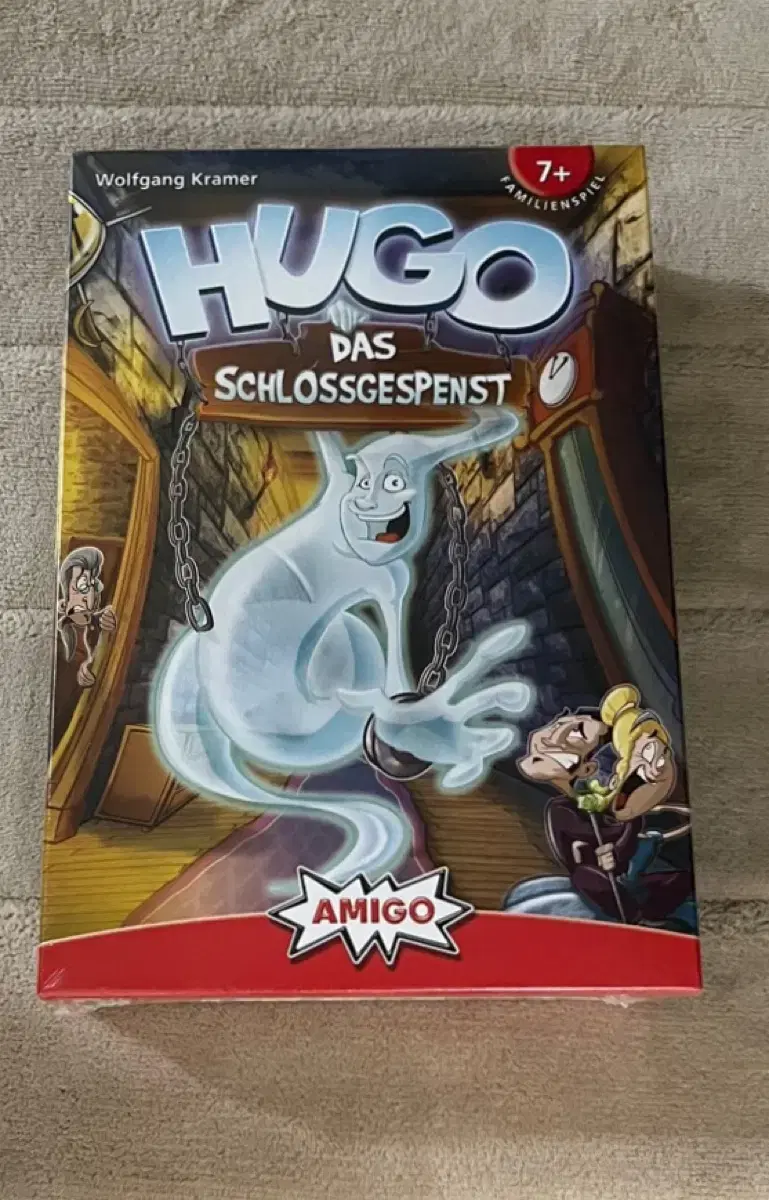 Wolfgang Kramer
7+
FAMILIENSPIEL
HUGO
DAS
SCHLOSSGESPENST
AMIGO